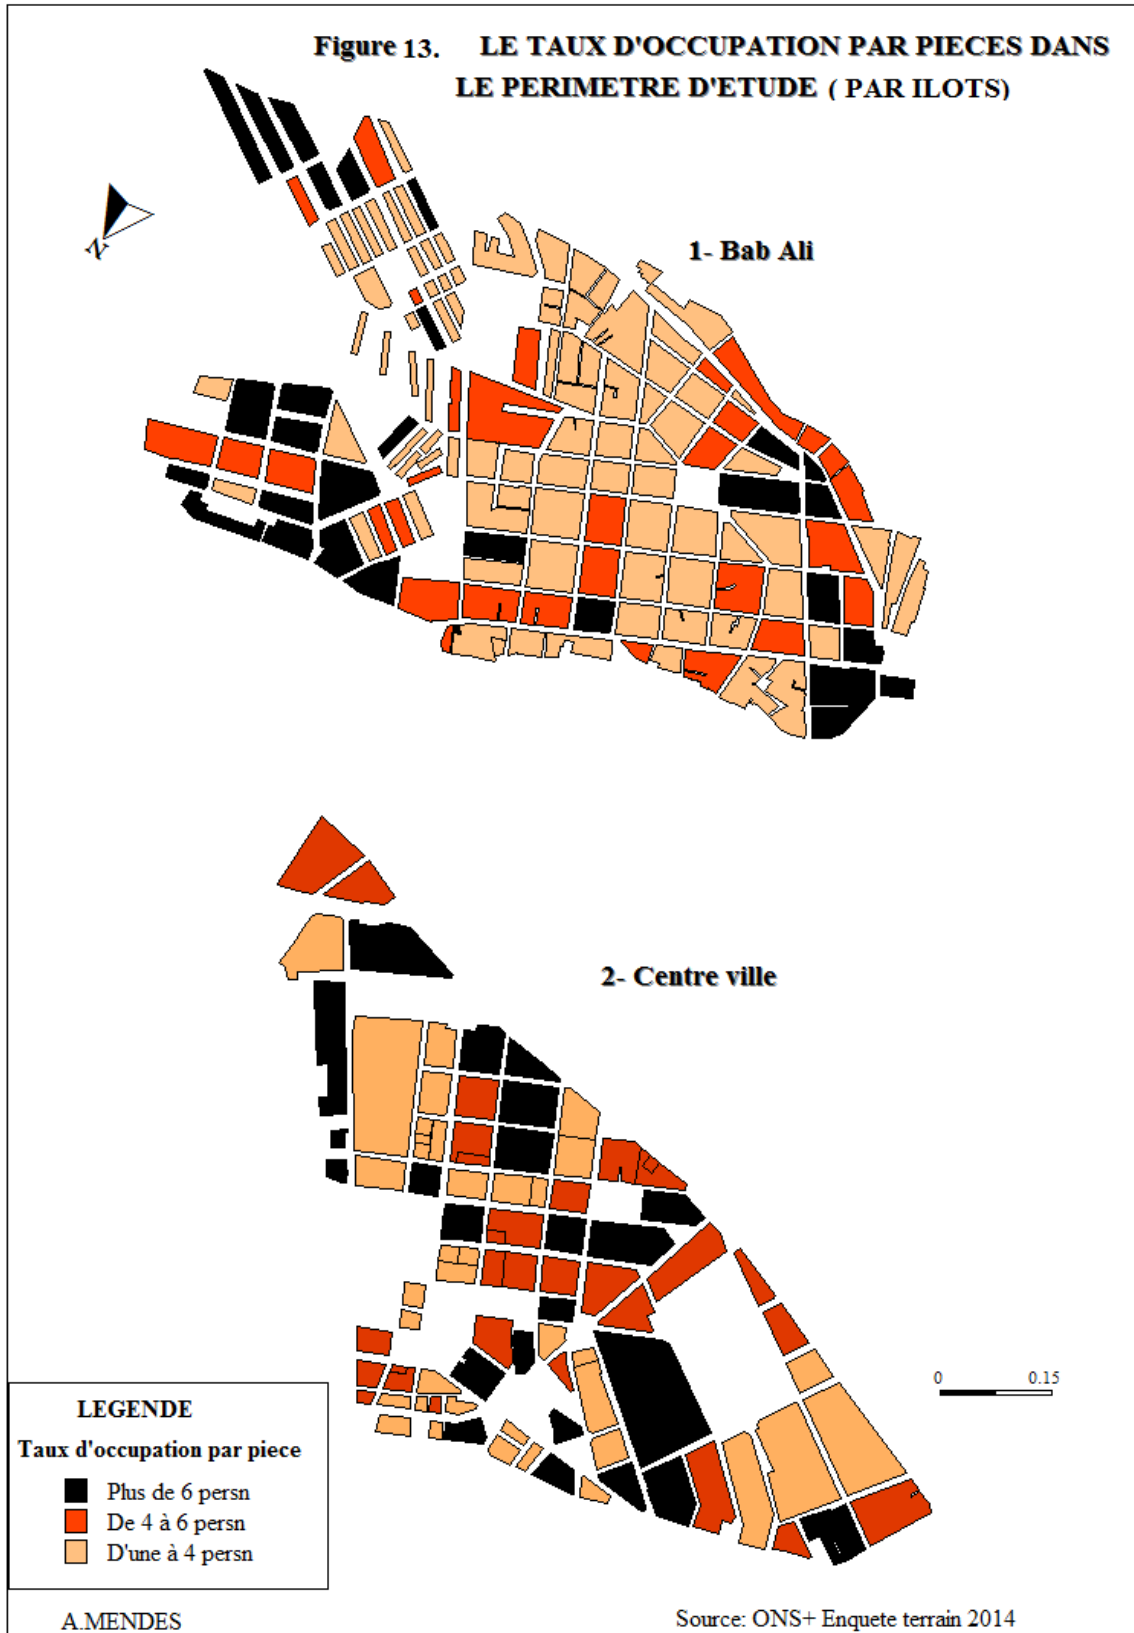 Figure 13. LE TAUX D'OCCUPATION PAR PIECES DANS
LE PERIMETRE D'ETUDE ( PAR ILOTS)
N
1- Bab Ali
2- Centre ville
0 0.15
LEGENDE
Taux d'occupation par piece
Plus de 6 persn
De 4 à 6 persn
D'une à 4 persn
A.MENDES
Source: ONS+ Enquete terrain 2014